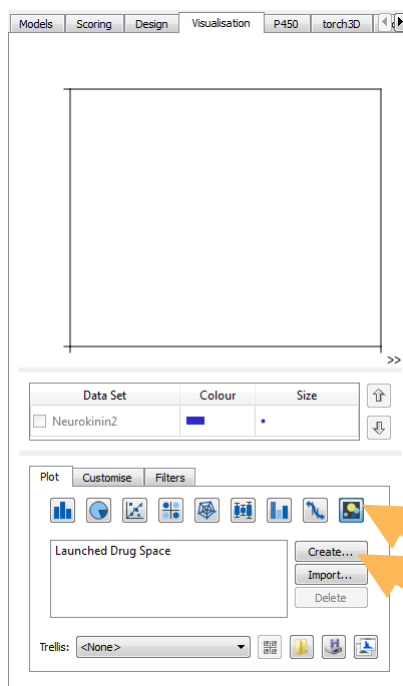 Models Scoring Design Visualisation P450 torch3D
>>
Data Set Colour Size
Neurokinin2
Plot Customise Filters
Launched Drug Space
Create...
Import...
Delete
Trellis: <None>